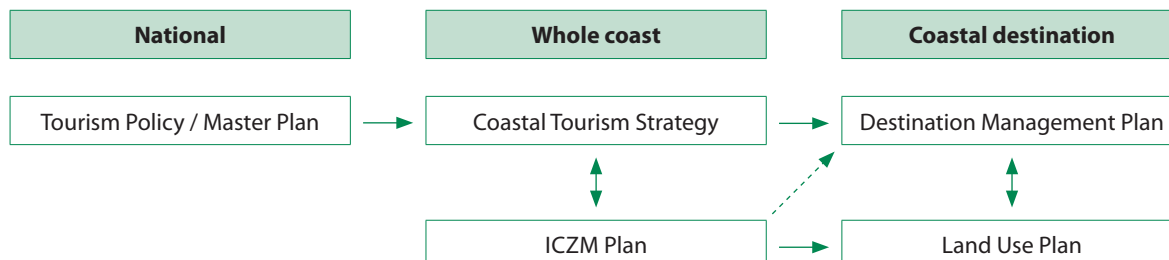 National
Whole coast
Coastal destination
Tourism Policy / Master Plan
Coastal Tourism Strategy
Destination Management Plan
ICZM Plan
Land Use Plan